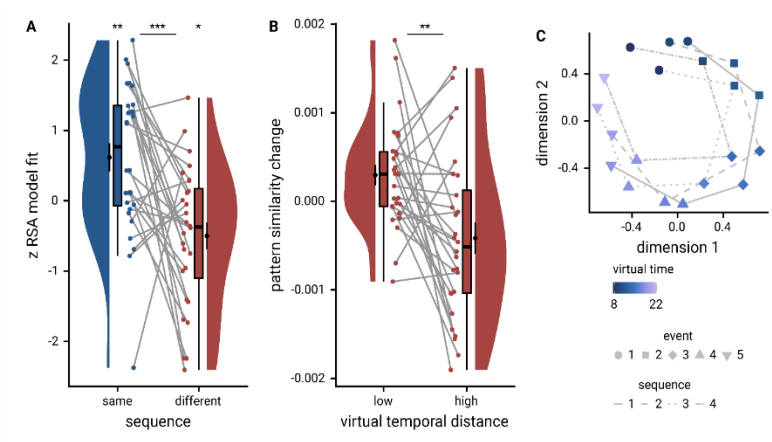 A
** *** *
2
1
0
-1
-2
z RSA model fit
same different
sequence
B
**
0.002
0.001
0.000
-0.001
-0.002
pattern similarity change
low high
virtual temporal distance
C
0.4
0.0
-0.4
dimension 2
-0.4 0.0 0.4
dimension 1
virtual time
8 22
event
1 2 3 4 5
sequence
1 2 3 4